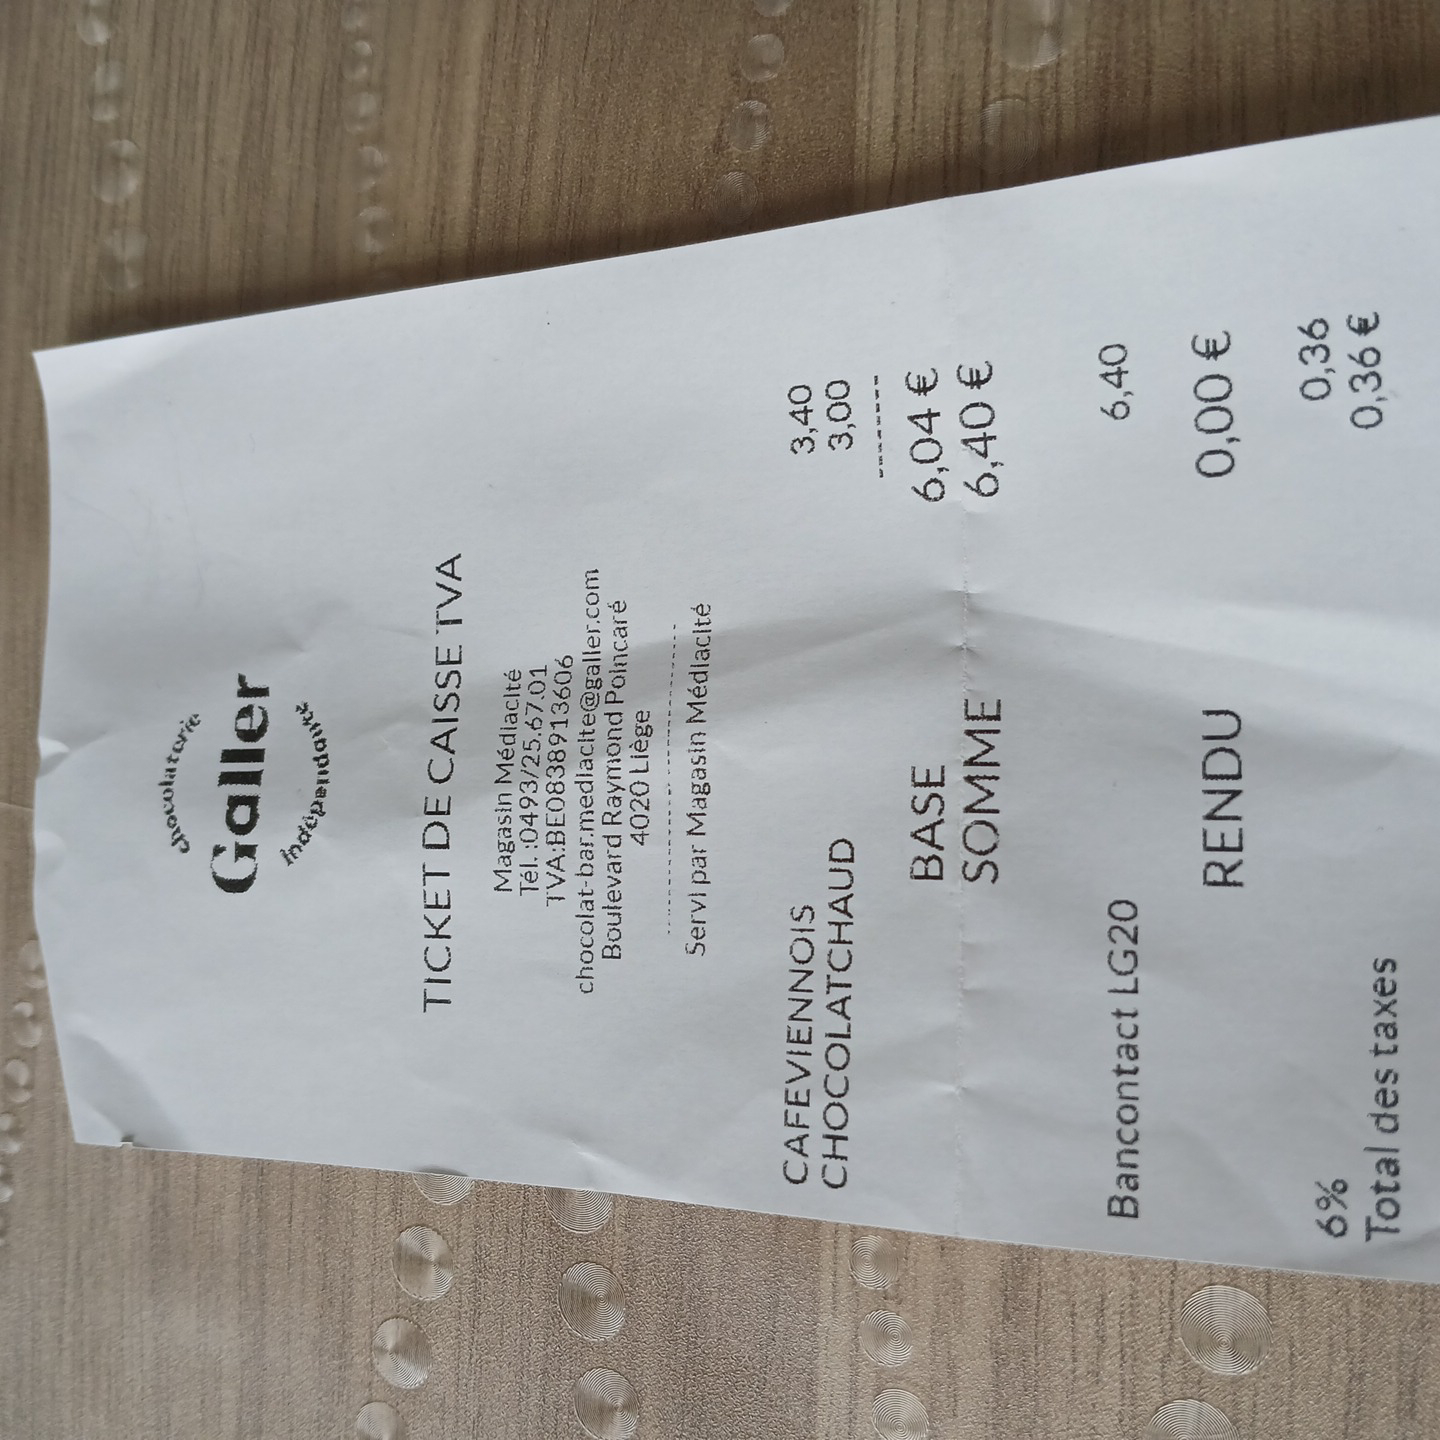 chocolaterie
Galler
indépendante
TICKET DE CAISSE TVA
Magasin Médiacité
Tél. :0493/25.67.01
TVA:BE0838913606
chocolat-bar.mediacite@galler.com
Boulevard Raymond Poincaré
4020 Liège
--------------------------
Servi par Magasin Médiacité
CAFEVIENNOIS 3,40
CHOCOLATCHAUD 3,00
--------
BASE 6,04 €
SOMME 6,40 €
Bancontact LG20 6,40
RENDU 0,00 €
6% 0,36
Total des taxes 0,36 €